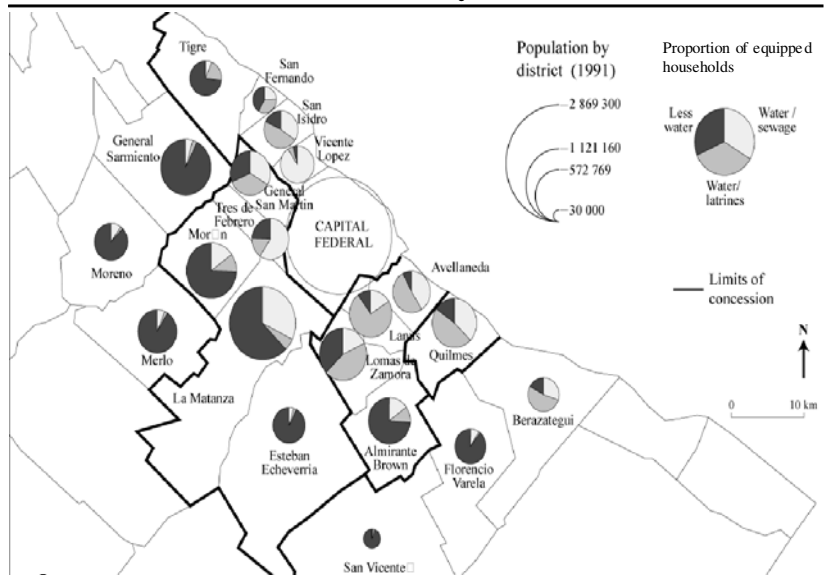 Tigre
San
Fernando
San
Isidro
Vicente
Lopez
General
Sarmiento
General
San Martin
Tres de
Febrero
CAPITAL
FEDERAL
Mor□n
Moreno
Merlo
La Matanza
Avellaneda
Lanus
Lomas de
Zamora
Quilmes
Berazategui
Esteban
Echeverria
Almirante
Brown
Florencio
Varela
San Vicente□
Population by
district (1991)
2 869 300
1 121 160
572 769
30 000
Proportion of equipped
households
Less
water
Water /
sewage
Water/
latrines
Limits of
concession
N
0 10 km